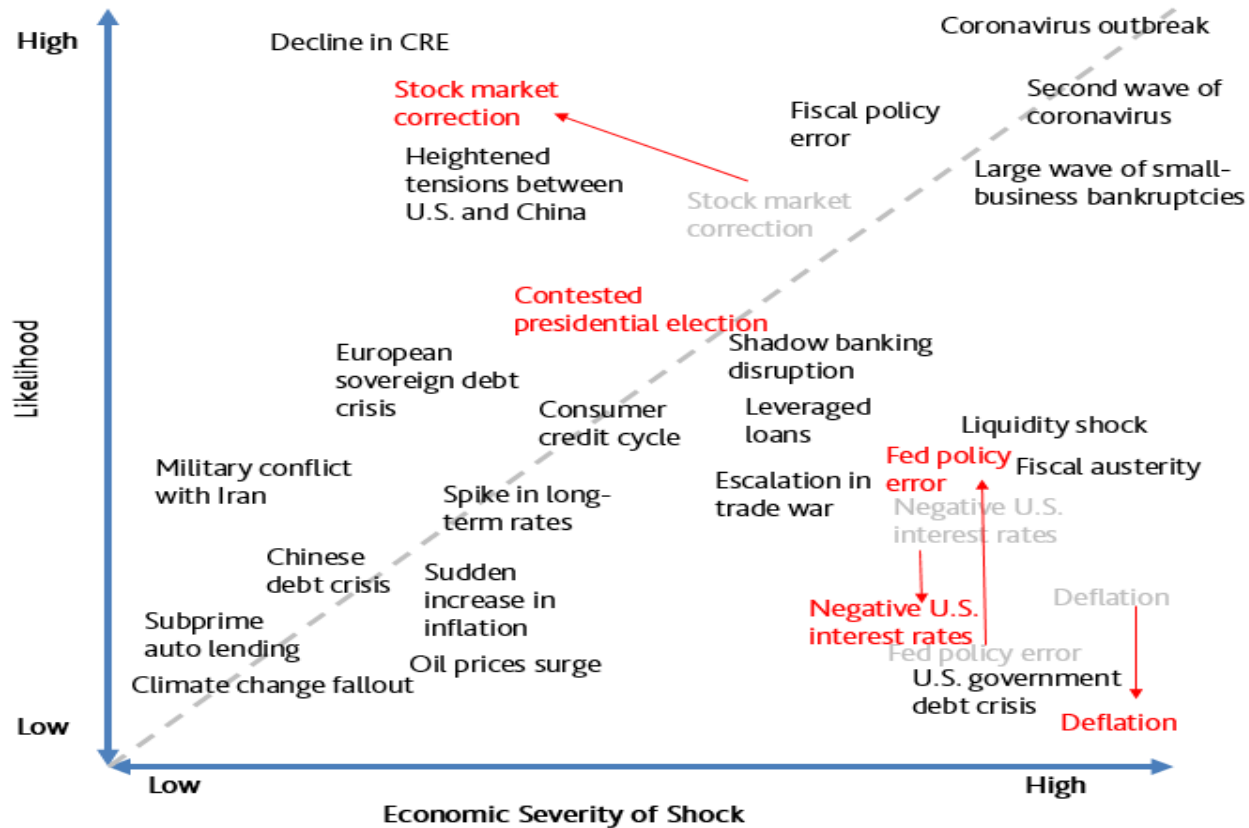 High
Decline in CRE
Coronavirus outbreak
Stock market
correction
Fiscal policy
error
Second wave of
coronavirus
Heightened
tensions between
U.S. and China
Stock market
correction
Large wave of small-
business bankruptcies
Contested
presidential election
Likelihood
European
sovereign debt
crisis
Shadow banking
disruption
Consumer
credit cycle
Leveraged
loans
Liquidity shock
Military conflict
with Iran
Spike in long-
term rates
Escalation in
trade war
Fed policy
error
Fiscal austerity
Negative U.S.
interest rates
Chinese
debt crisis
Sudden
increase in
inflation
Deflation
Subprime
auto lending
Negative U.S.
interest rates
Fed policy error
Climate change fallout
Oil prices surge
U.S. government
debt crisis
Deflation
Low
Low
High
Economic Severity of Shock